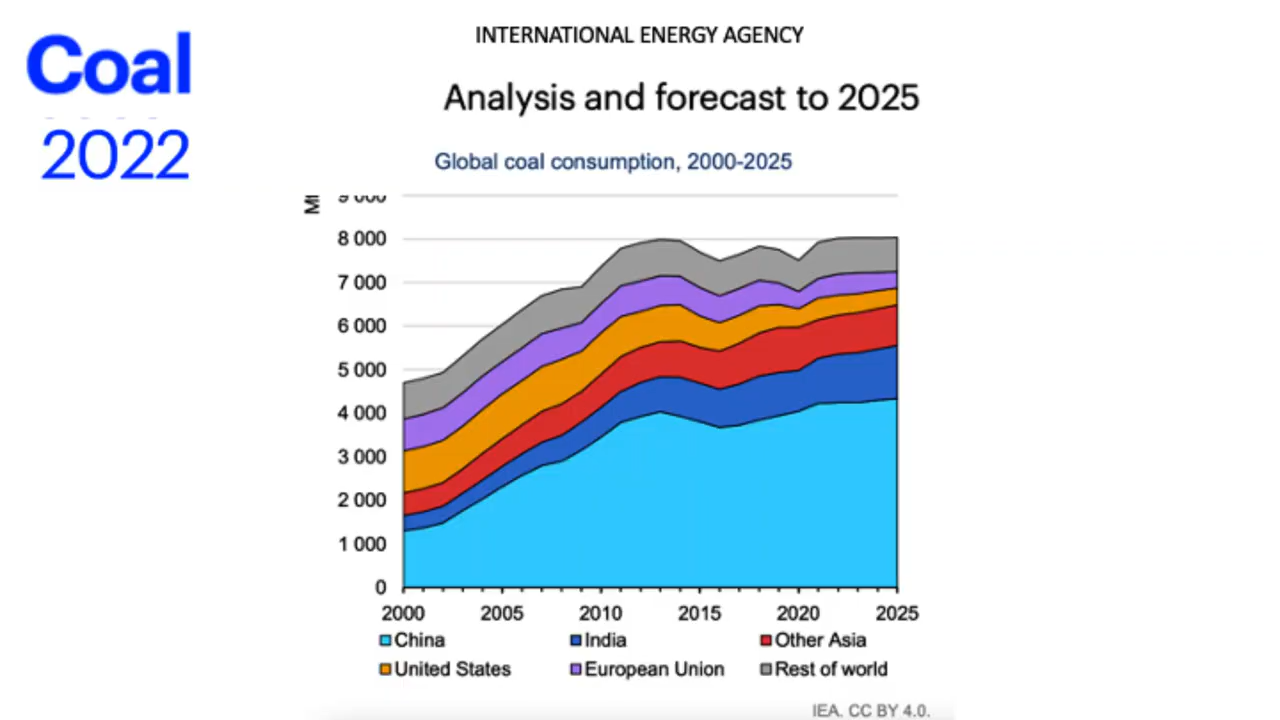 Coal
2022
INTERNATIONAL ENERGY AGENCY
Analysis and forecast to 2025
Global coal consumption, 2000-2025
8 000
7 000
6 000
5 000
4 000
3 000
2 000
1 000
0
2000 2005 2010 2015 2020 2025
China India Other Asia
United States European Union Rest of world
IEA. CC BY 4.0.